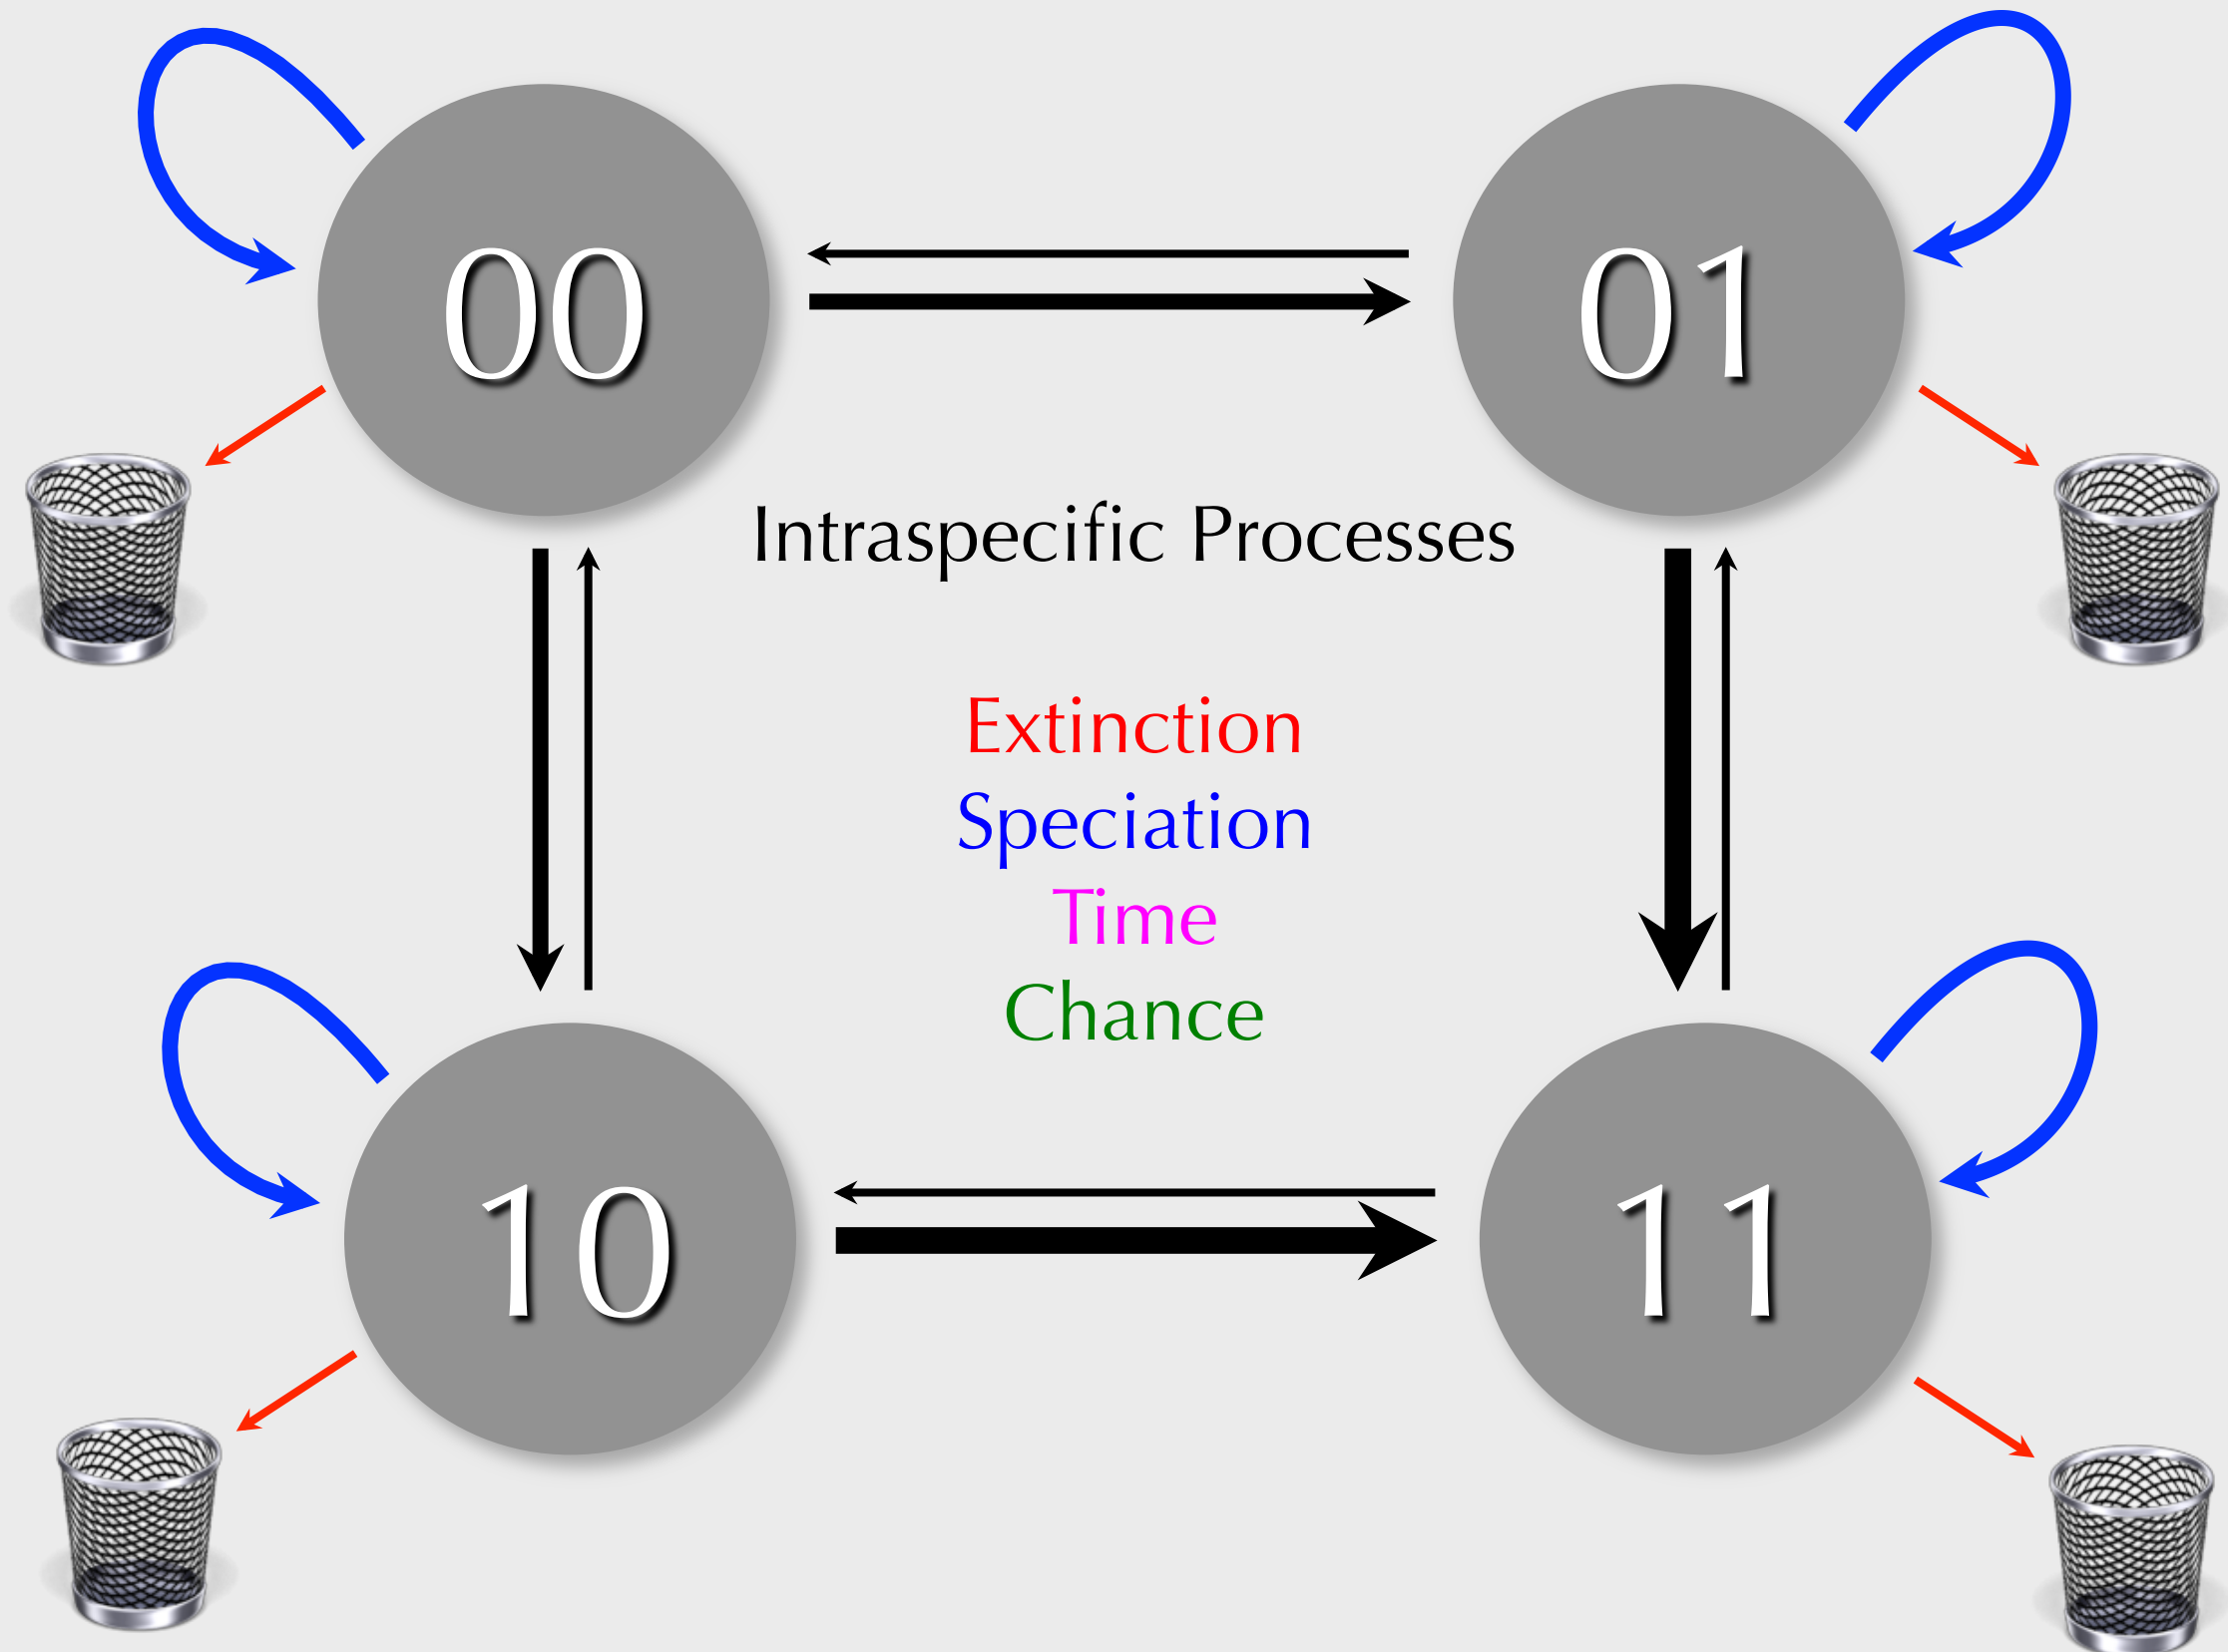 00
01
Intraspecific Processes
Extinction
Speciation
Time
Chance
10
11